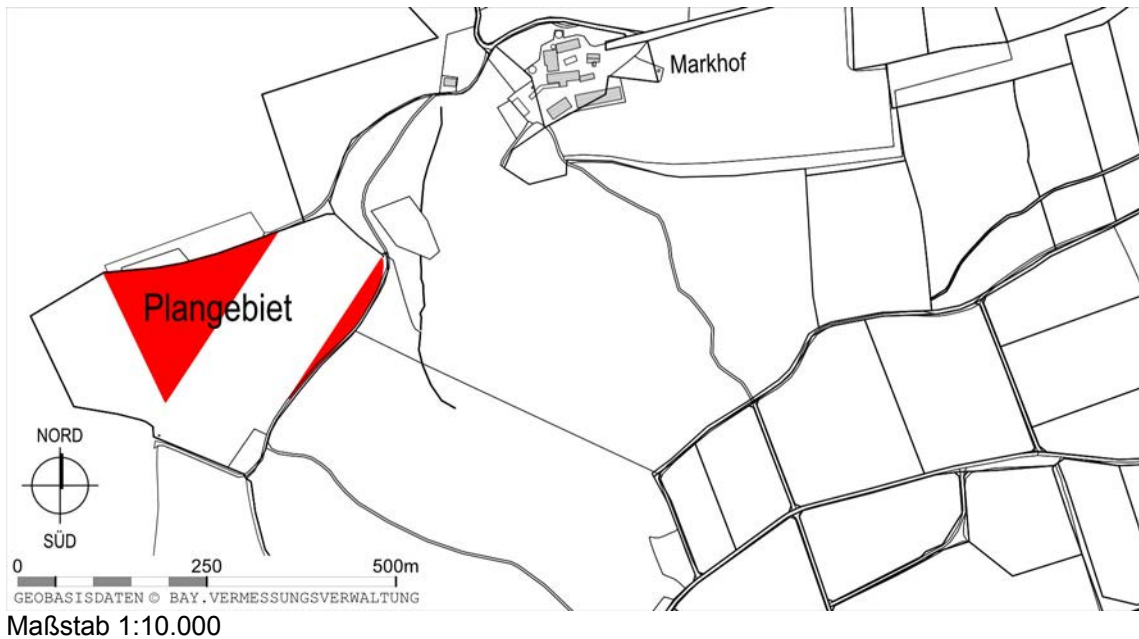 Markhof
Plangebiet
NORD
SÜD
0 250 500m
GEOBASISDATEN © BAY.VERMESSUNGSVERWALTUNG
Maßstab 1:10.000